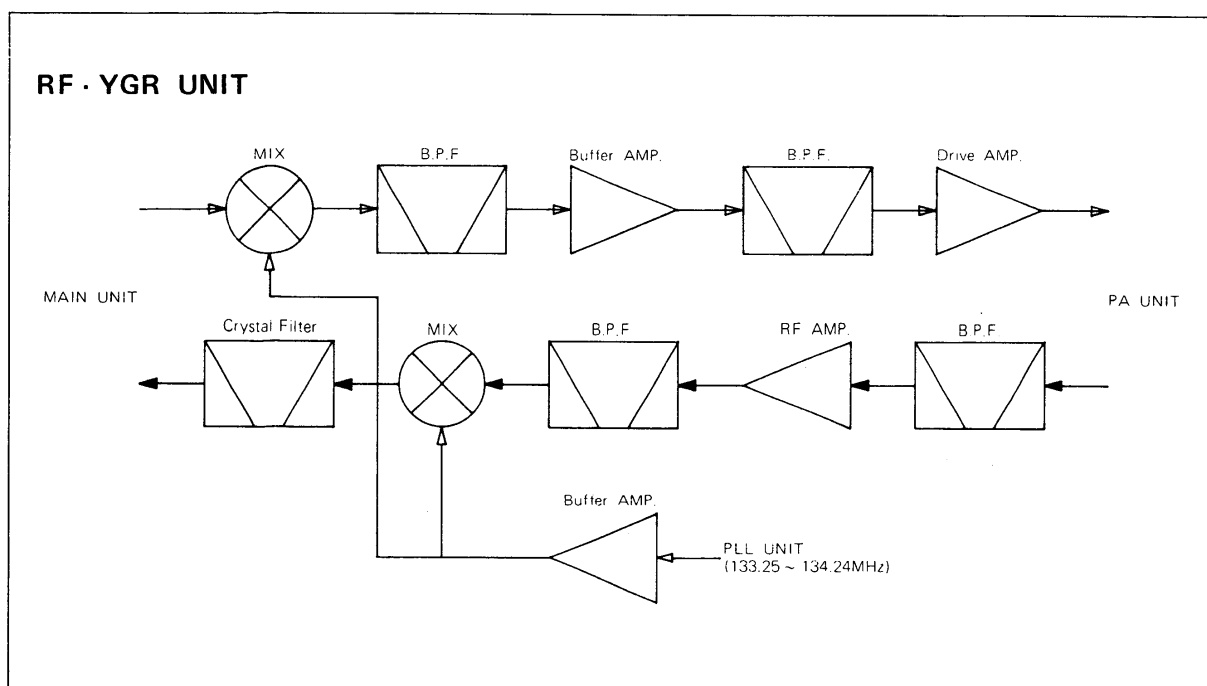 RF · YGR UNIT
MIX
B.P.F
Buffer AMP.
B.P.F.
Drive AMP.
MAIN UNIT
PA UNIT
Crystal Filter
MIX
B.P.F
RF AMP.
B.P.F
Buffer AMP.
PLL UNIT
(133.25 ~ 134.24MHz)